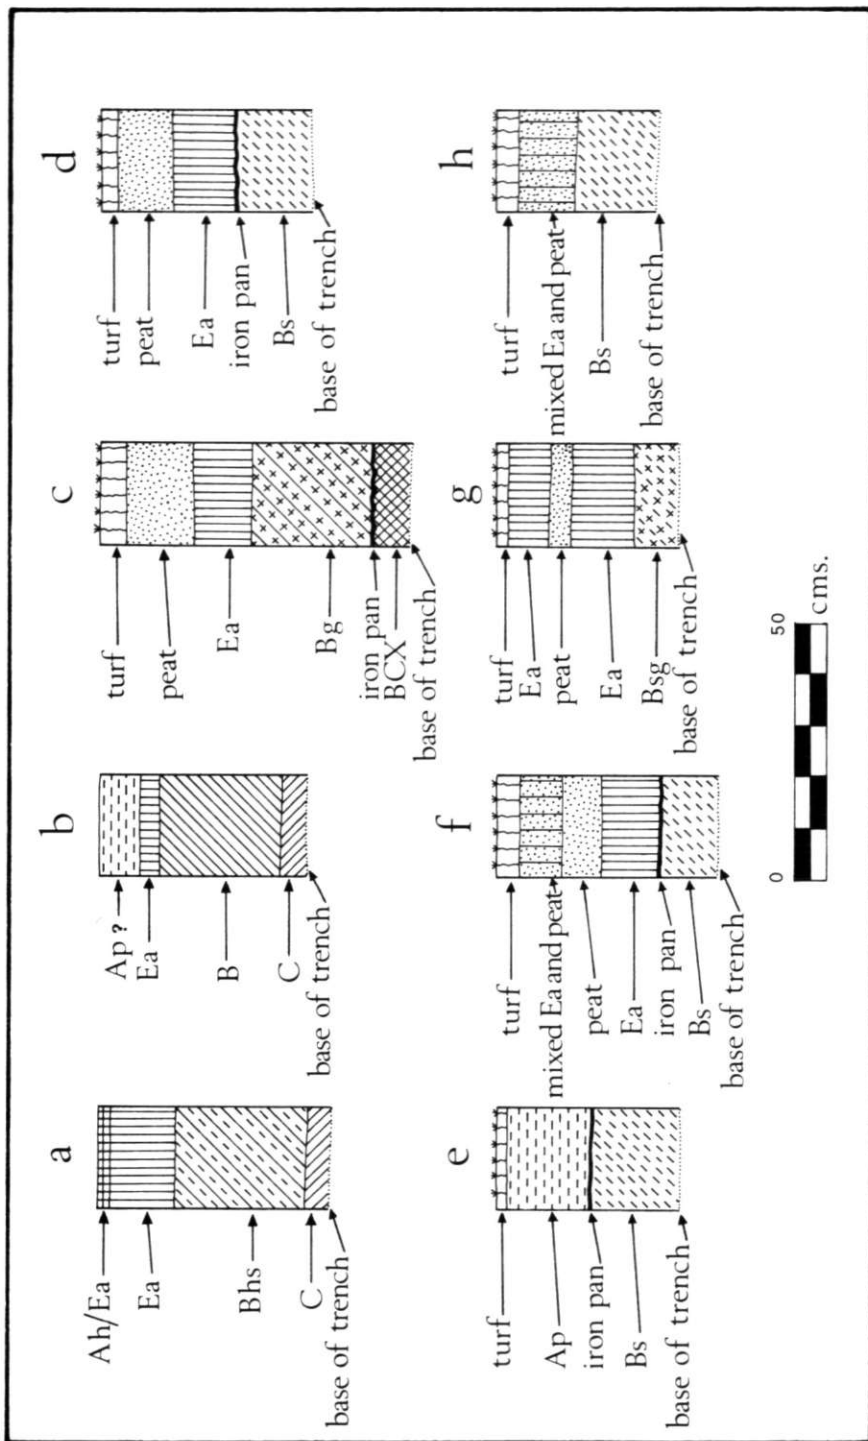 a
Ah/Ea
Ea
Bhs
C
base of trench
b
Ap ?
Ea
B
C
base of trench
c
turf
peat
Ea
Bg
iron pan
BCX
base of trench
d
turf
peat
Ea
iron pan
Bs
base of trench
e
turf
Ap
iron pan
Bs
base of trench
f
turf
mixed Ea and peat
peat
Ea
iron pan
Bs
base of trench
g
turf
Ea
peat
Ea
Bsg
base of trench
h
turf
mixed Ea and peat
Bs
base of trench
0 50
cms.